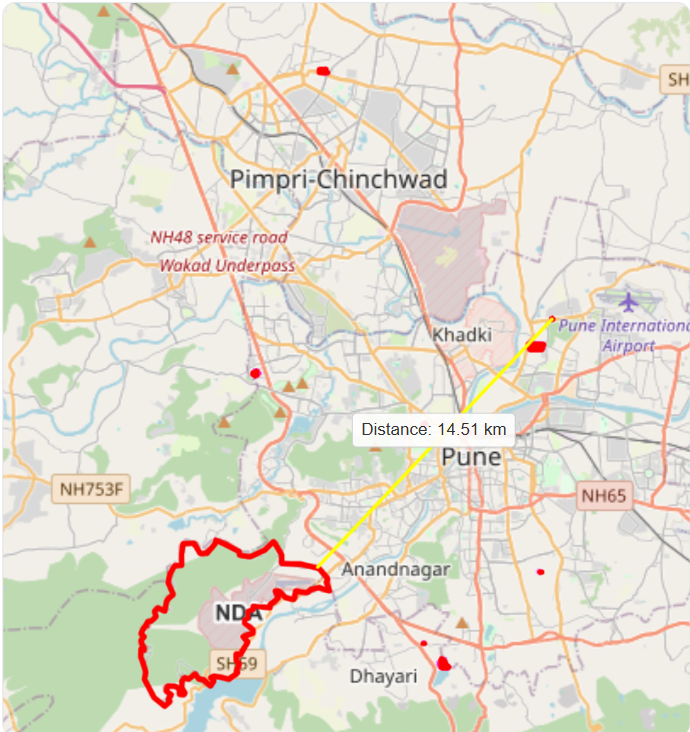 SH
Pimpri-Chinchwad
NH48 service road
Wakad Underpass
Khadki
Pune Internationa
Airport
Distance: 14.51 km
Pune
NH753F
NH65
Anandnagar
NDA
SH59
Dhayari